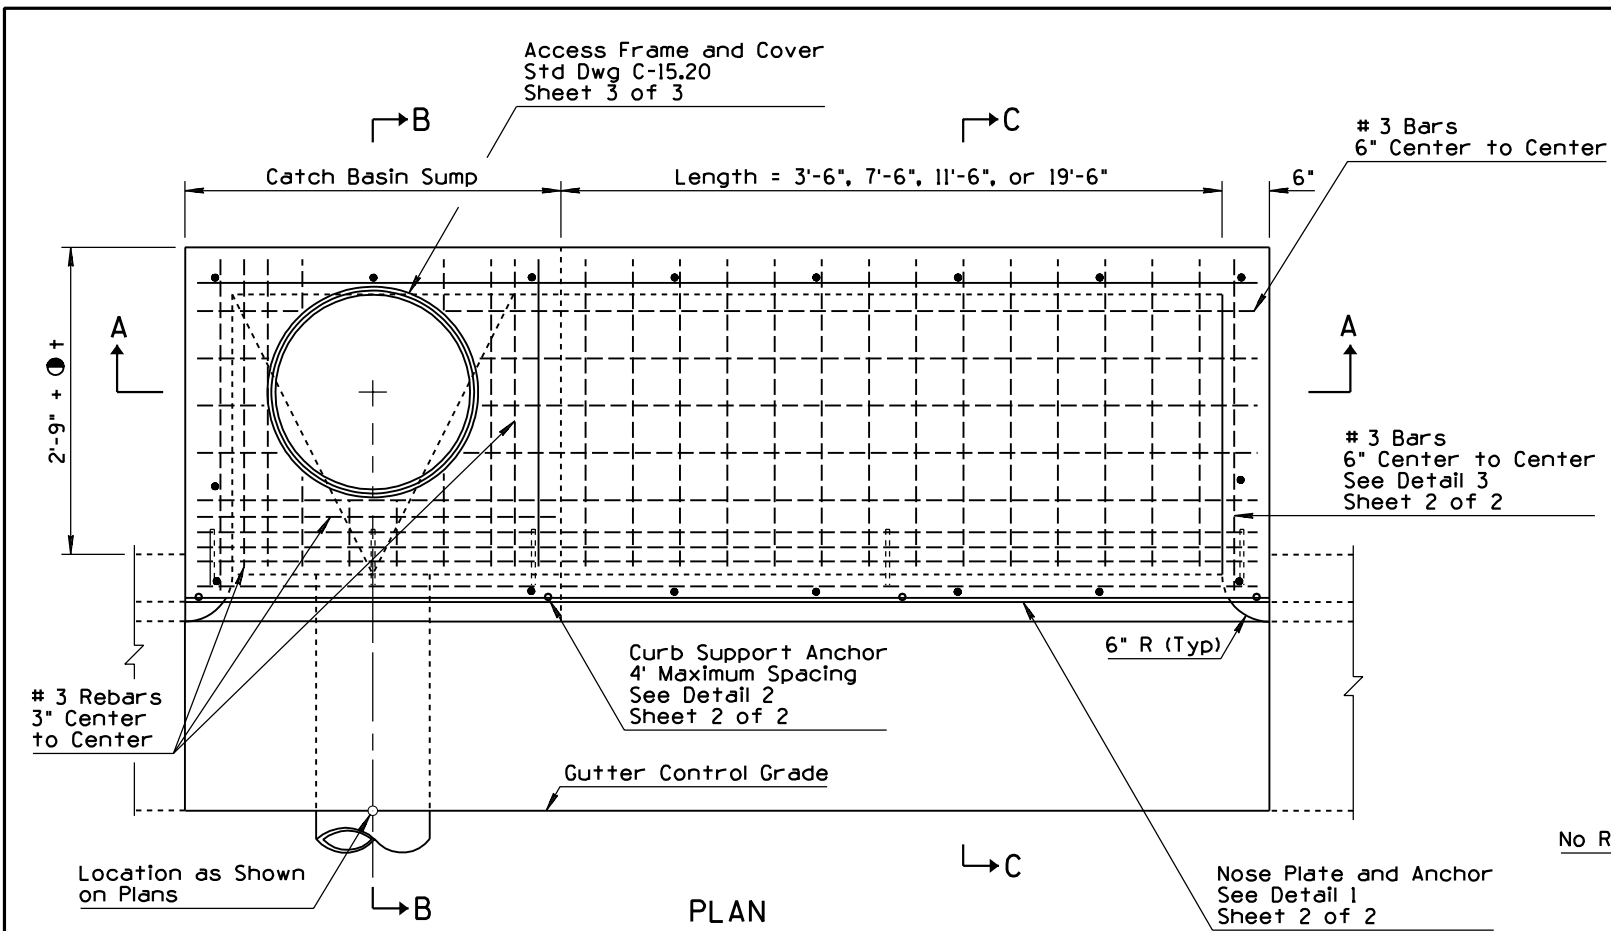 Access Frame and Cover
Std Dwg C-15.20
Sheet 3 of 3
B
C
# 3 Bars
6" Center to Center
Catch Basin Sump
Length = 3'-6", 7'-6", 11'-6", or 19'-6"
6"
A
A
2'-9" + ◑ †
# 3 Bars
6" Center to Center
See Detail 3
Sheet 2 of 2
6" R (Typ)
Curb Support Anchor
4' Maximum Spacing
See Detail 2
Sheet 2 of 2
# 3 Rebars
3" Center
to Center
Gutter Control Grade
No R
Location as Shown
on Plans
B
C
Nose Plate and Anchor
See Detail 1
Sheet 2 of 2
PLAN